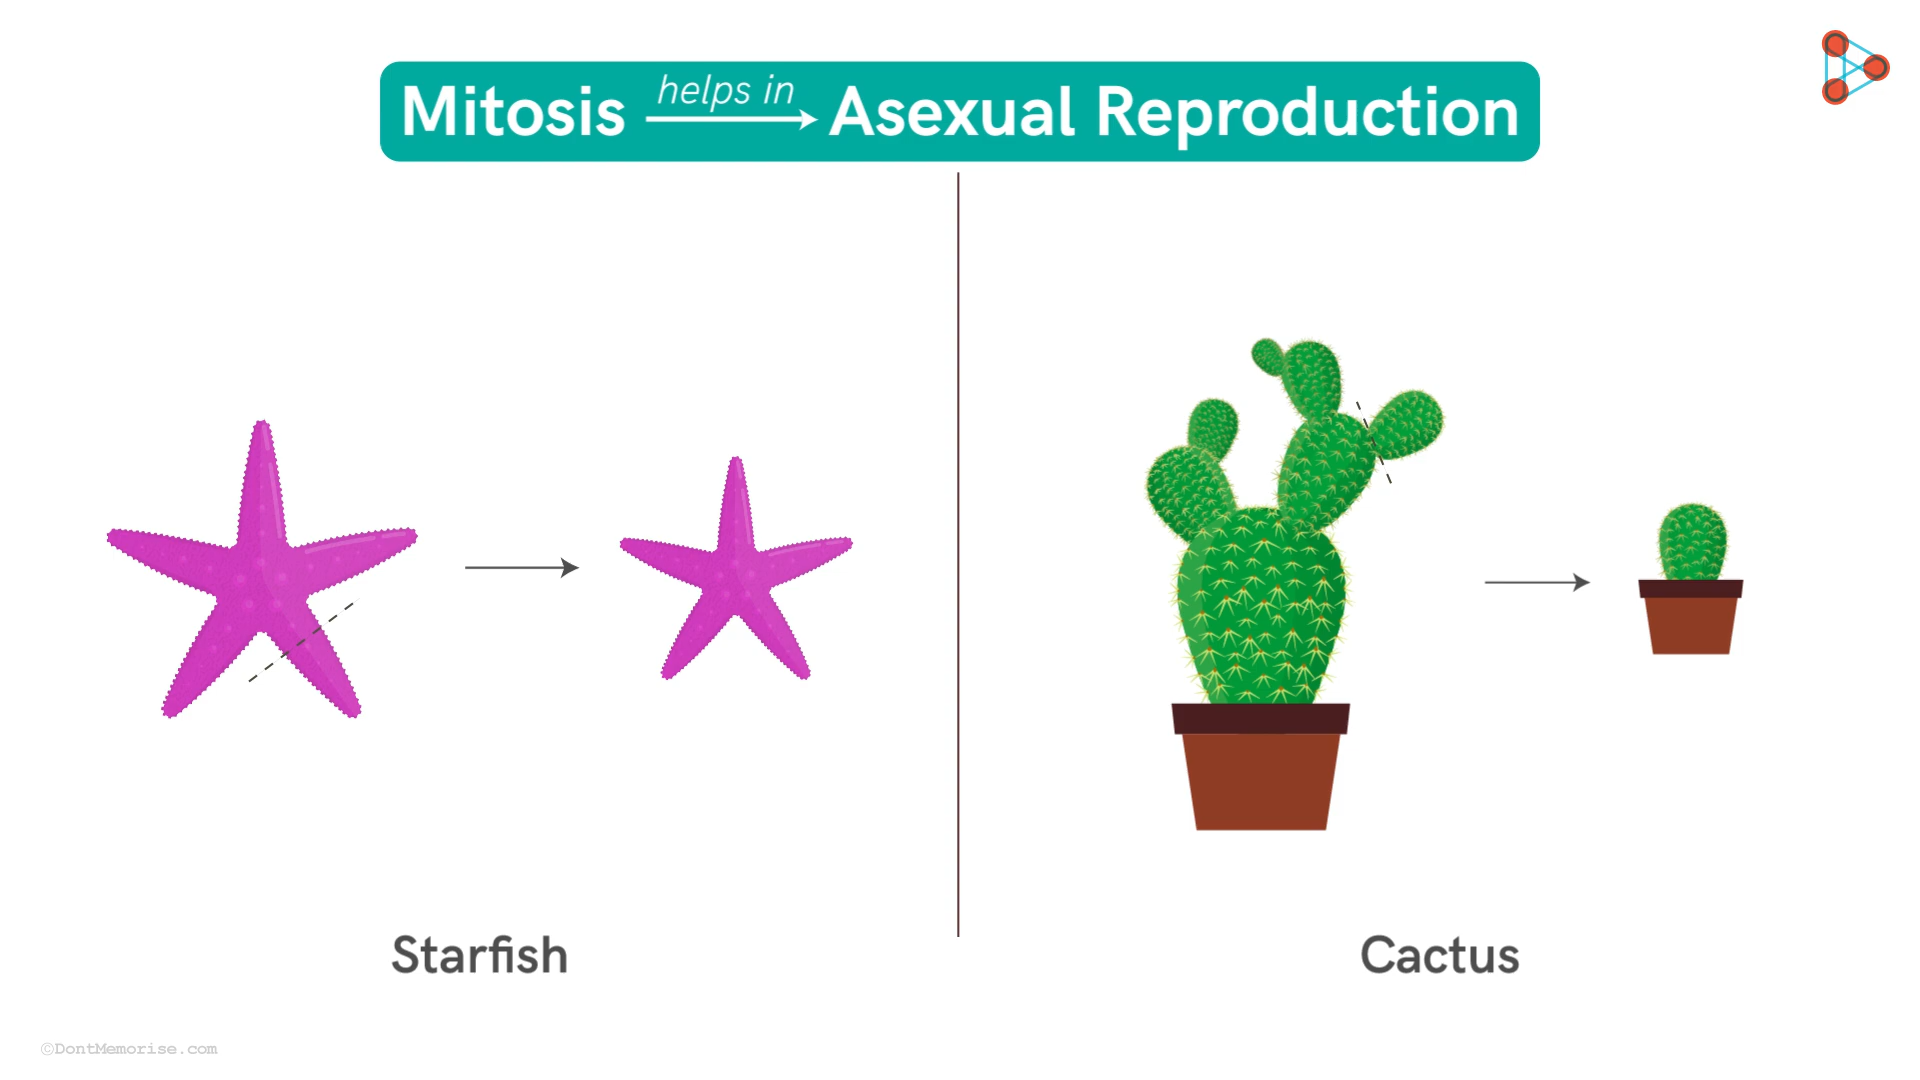 Mitosis helps in Asexual Reproduction
Starfish
Cactus
©DontMemorise.com